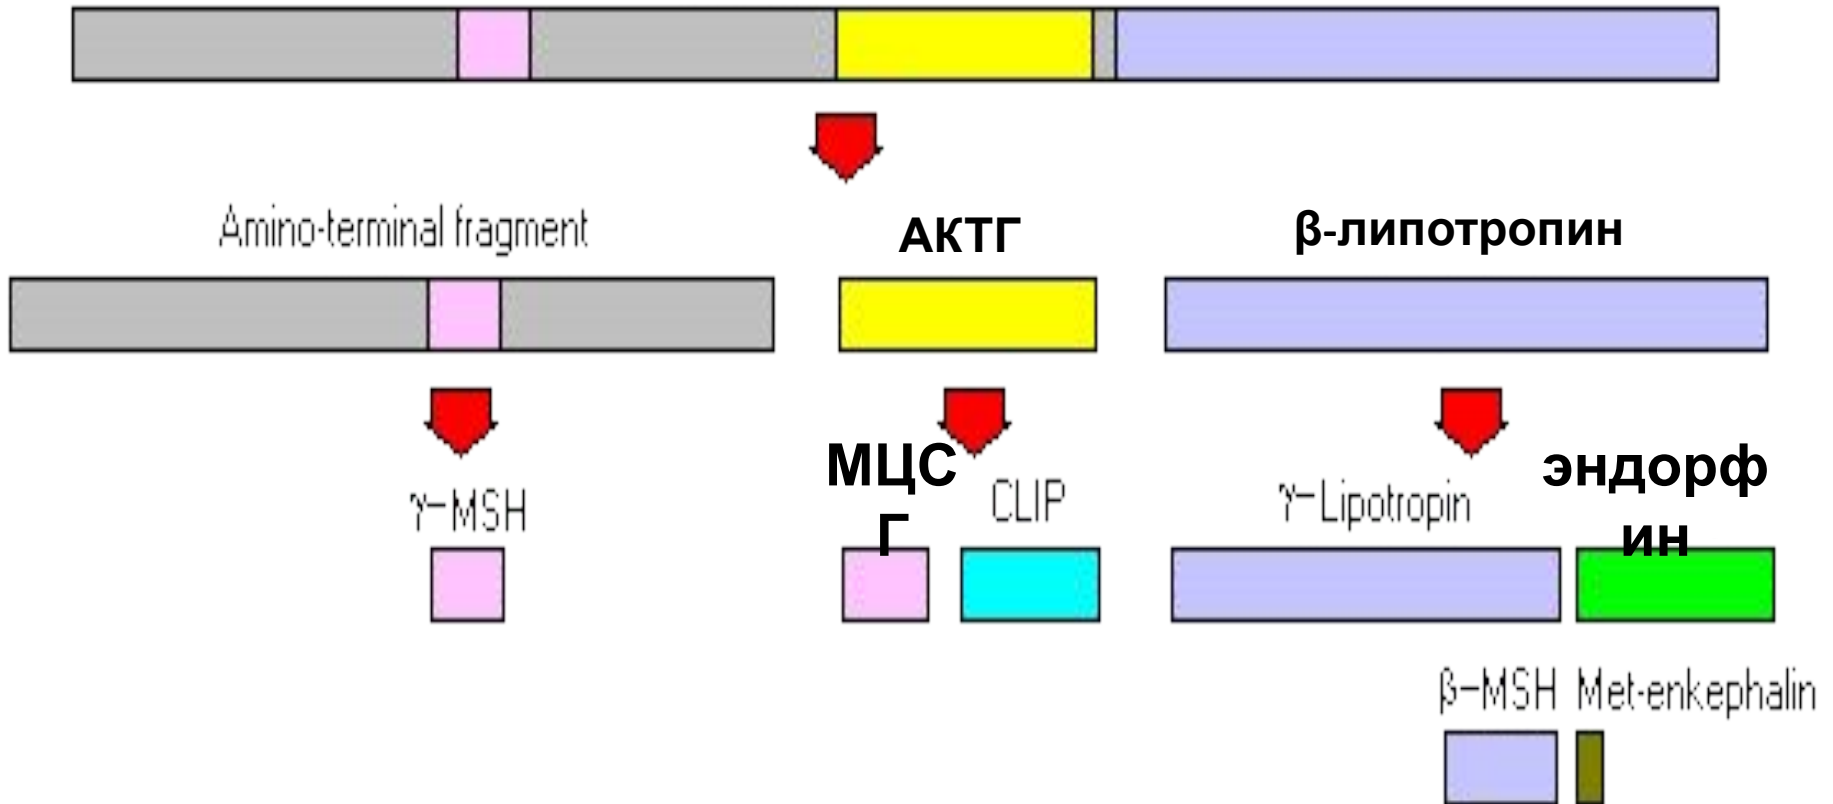 Amino-terminal fragment
АКТГ
β-липотропин
γ-MSH
МЦС
Г
CLIP
γ-Lipotropin
эндорф
ин
β-MSH
Met-enkephalin